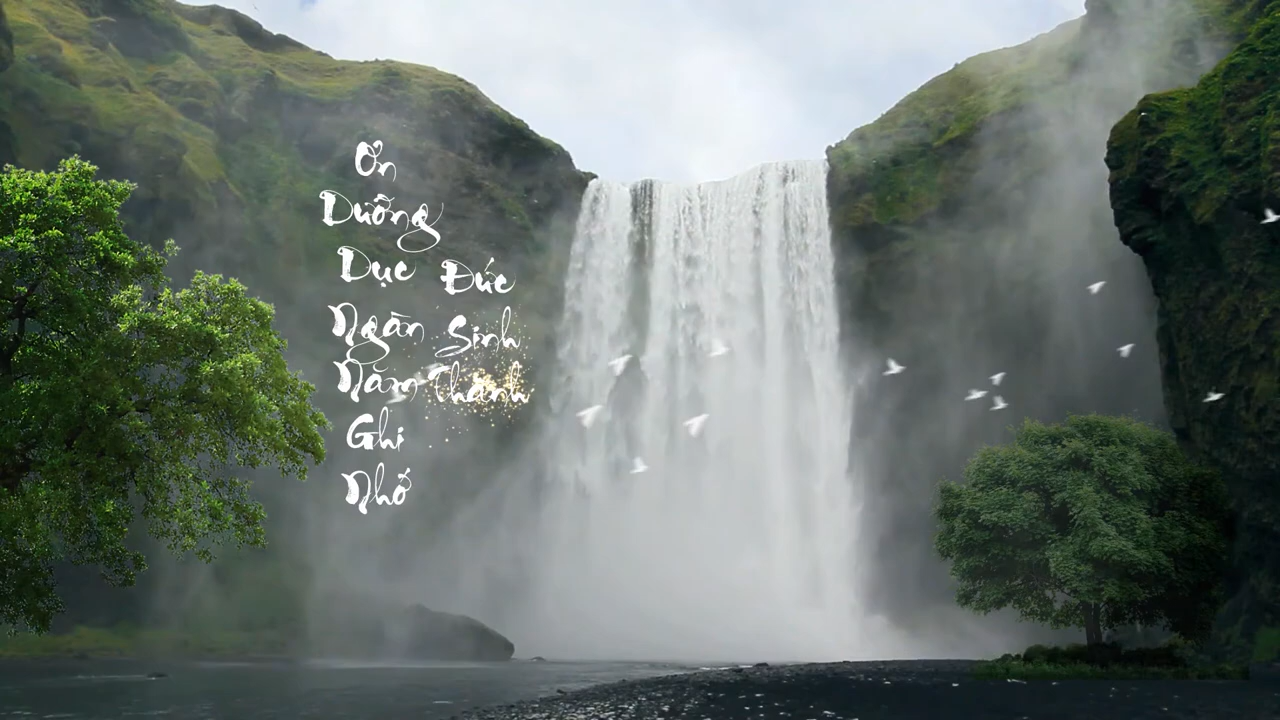 Ơn
Dưỡng
Dục
Ngàn
Năm
Ghi
Nhớ
Đức
Sinh
Thành